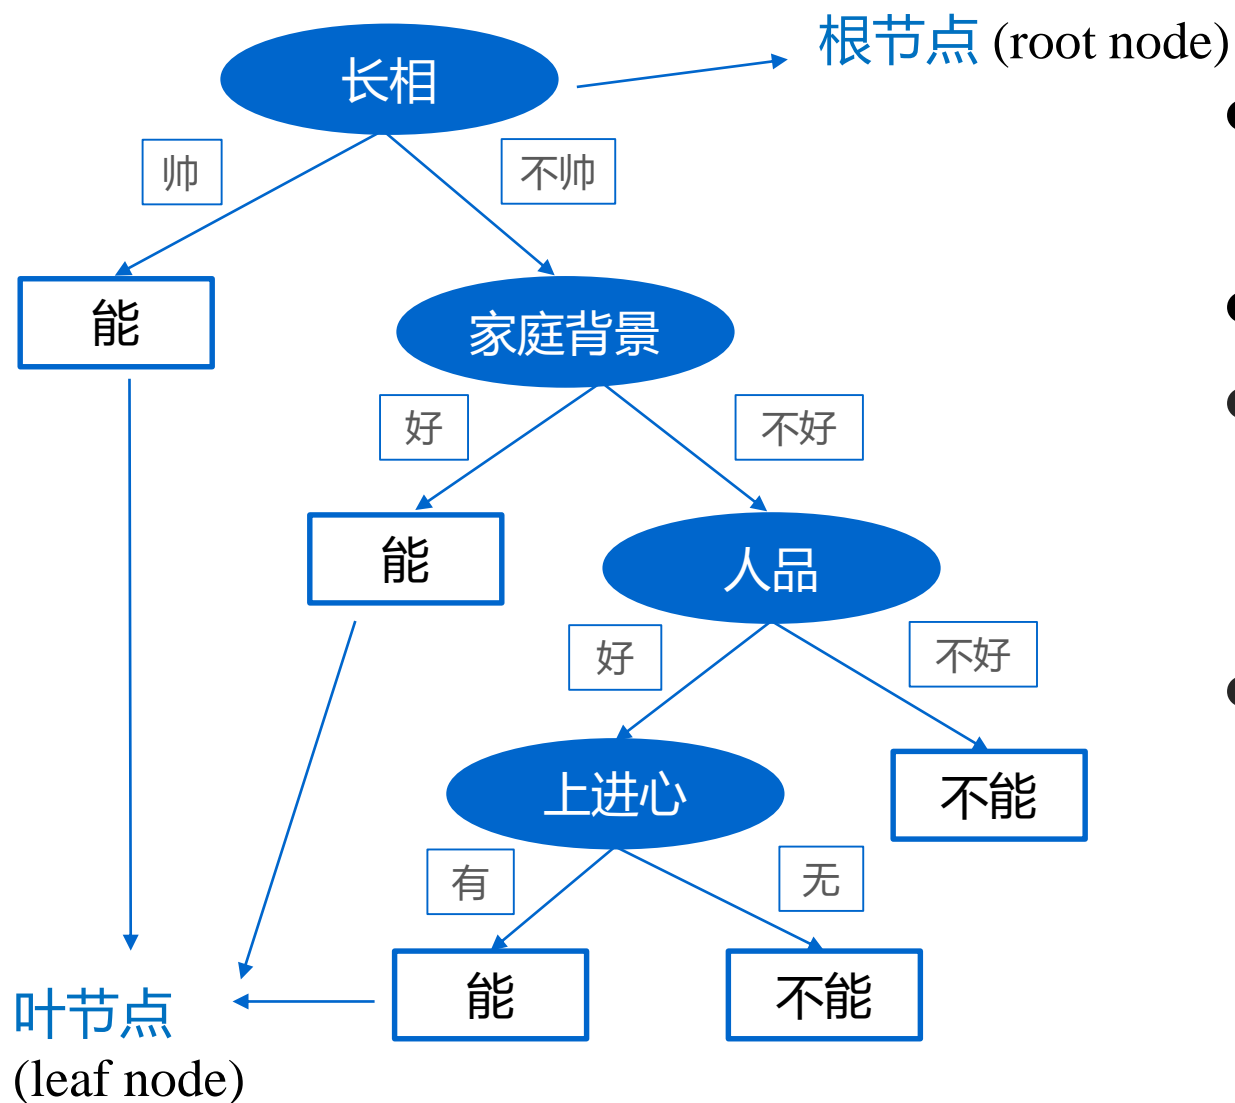 根节点 (root node)
长相
帅
不帅
能
家庭背景
好
不好
能
人品
好
不好
上进心
不能
有
无
能
不能
叶节点
(leaf node)